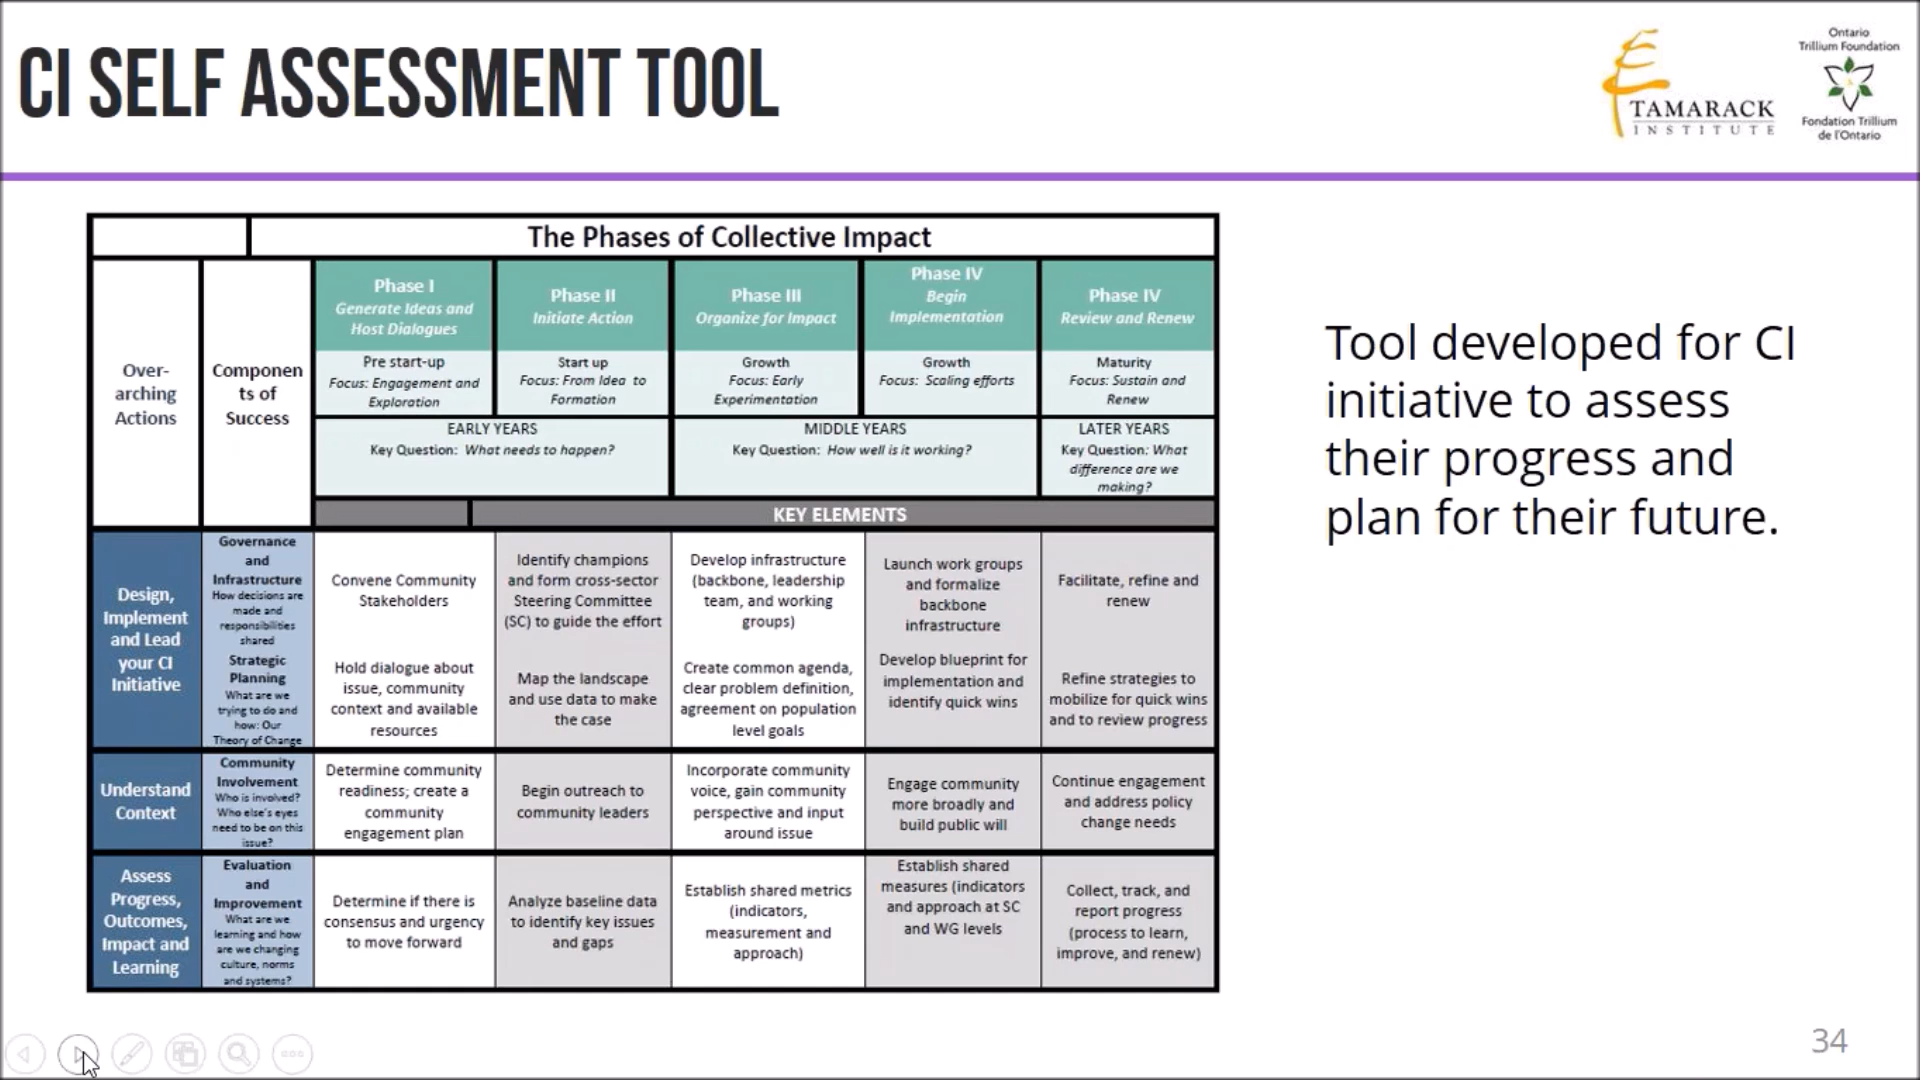 CI SELF ASSESSMENT TOOL
TAMARACK
INSTITUTE
Ontario
Trillium Foundation
Fondation Trillium
de l'Ontario
The Phases of Collective Impact
Over-
arching
Actions
Componen
ts of
Success
Phase I
Generate Ideas and
Host Dialogues
Phase II
Initiate Action
Phase III
Organize for Impact
Phase IV
Begin
Implementation
Phase IV
Review and Renew
Pre start-up
Focus: Engagement and
Exploration
Start up
Focus: From Idea to
Formation
Growth
Focus: Early
Experimentation
Growth
Focus: Scaling efforts
Maturity
Focus: Sustain and
Renew
EARLY YEARS
Key Question: What needs to happen?
MIDDLE YEARS
Key Question: How well is it working?
LATER YEARS
Key Question: What
difference are we
making?
KEY ELEMENTS
Design,
Implement
and Lead
your CI
Initiative
Governance
and
Infrastructure
How decisions are
made and
responsibilities
shared
Convene Community
Stakeholders
Identify champions
and form cross-sector
Steering Committee
(SC) to guide the effort
Develop infrastructure
(backbone, leadership
team, and working
groups)
Launch work groups
and formalize
backbone
infrastructure
Facilitate, refine and
renew
Strategic
Planning
What are we
trying to do and
how: Our
Theory of Change
Hold dialogue about
issue, community
context and available
resources
Map the landscape
and use data to make
the case
Create common agenda,
clear problem definition,
agreement on population
level goals
Develop blueprint for
implementation and
identify quick wins
Refine strategies to
mobilize for quick wins
and to review progress
Understand
Context
Community
Involvement
Who is involved?
Who else's eyes
need to be on this
issue?
Determine community
readiness; create a
community
engagement plan
Begin outreach to
community leaders
Incorporate community
voice, gain community
perspective and input
around issue
Engage community
more broadly and
build public will
Continue engagement
and address policy
change needs
Assess
Progress,
Outcomes,
Impact and
Learning
Evaluation
and
Improvement
What are we
learning and how
are we changing
culture, norms
and systems?
Determine if there is
consensus and urgency
to move forward
Analyze baseline data
to identify key issues
and gaps
Establish shared metrics
(indicators,
measurement and
approach)
Establish shared
measures (indicators
and approach at SC
and WG levels
Collect, track, and
report progress
(process to learn,
improve, and renew)
Tool developed for CI
initiative to assess
their progress and
plan for their future.
34